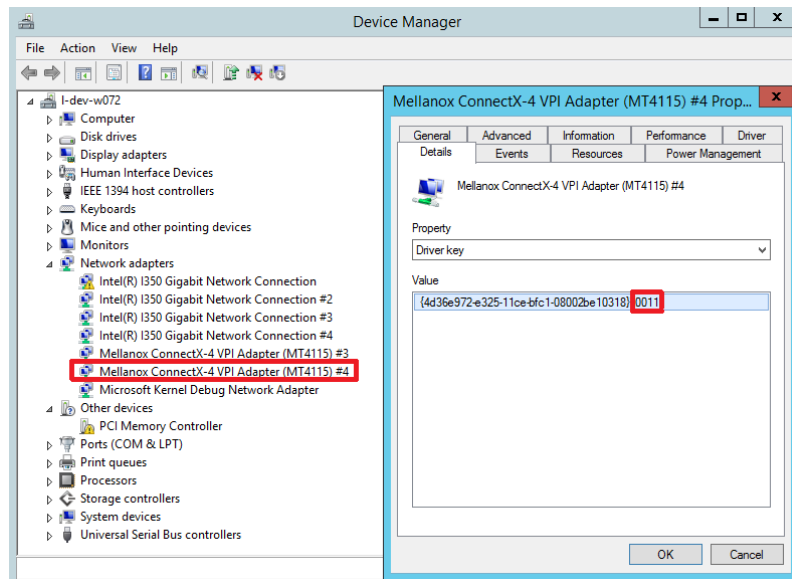 Device Manager
File Action View Help
l-dev-w072
Computer
Disk drives
Display adapters
Human Interface Devices
IEEE 1394 host controllers
Keyboards
Mice and other pointing devices
Monitors
Network adapters
Intel(R) I350 Gigabit Network Connection
Intel(R) I350 Gigabit Network Connection #2
Intel(R) I350 Gigabit Network Connection #3
Intel(R) I350 Gigabit Network Connection #4
Mellanox ConnectX-4 VPI Adapter (MT4115) #3
Mellanox ConnectX-4 VPI Adapter (MT4115) #4
Microsoft Kernel Debug Network Adapter
Other devices
PCI Memory Controller
Ports (COM & LPT)
Print queues
Processors
Storage controllers
System devices
Universal Serial Bus controllers
Mellanox ConnectX-4 VPI Adapter (MT4115) #4 Prop...
General Advanced Information Performance Driver
Details Events Resources Power Management
Mellanox ConnectX-4 VPI Adapter (MT4115) #4
Property
Driver key
Value
{4d36e972-e325-11ce-bfc1-08002be10318}\0011
OK Cancel